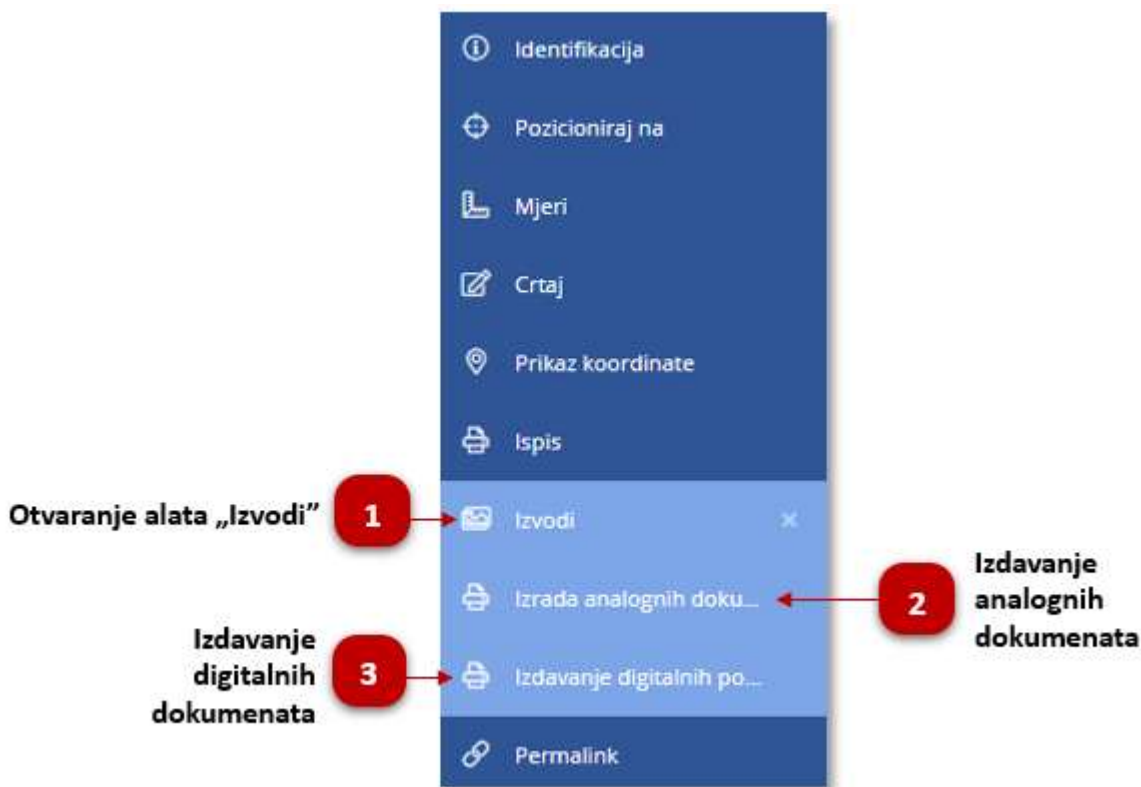 Identifikacija
Pozicioniraj na
Mjeri
Crtaj
Prikaz koordinate
Ispis
Otvaranje alata „Izvodi”
1
Izvodi
Izrada analognih doku...
2
Izdavanje
analognih
dokumenata
Izdavanje
digitalnih
dokumenata
3
Izdavanje digitalnih po...
Permalink